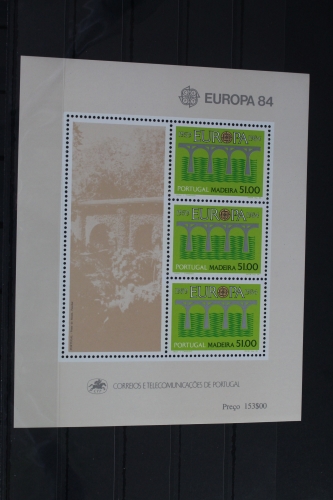 EUROPA 84
EUROPA
PORTUGAL MADEIRA 51.00
EUROPA
PORTUGAL MADEIRA 51.00
EUROPA
PORTUGAL MADEIRA 51.00
CORREIOS E TELECOMUNICAÇÕES DE PORTUGAL
Preço 153$00